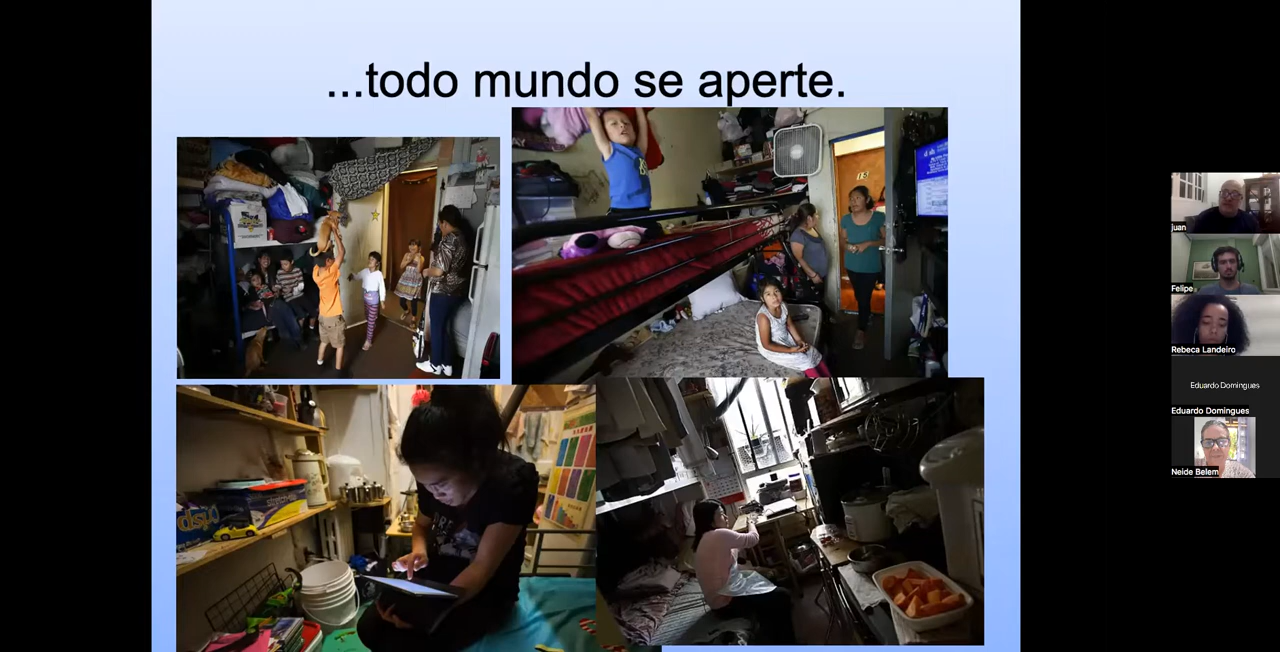 ...todo mundo se aperte.
juan
Felipe
Rebeca Landeiro
Eduardo Domingues
Eduardo Domingues
Neide Belem